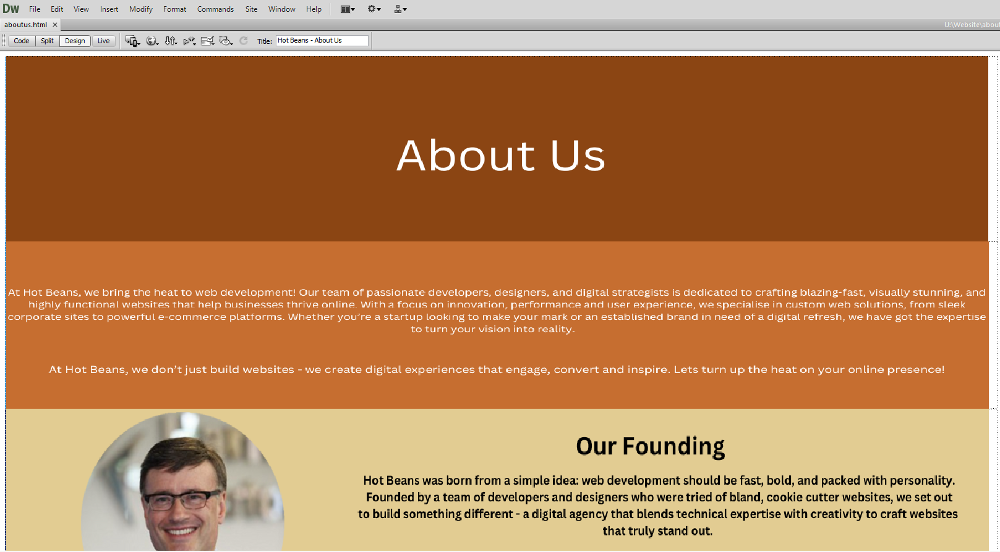 Dw File Edit View Insert Modify Format Commands Site Window Help
aboutus.html ×
U:\Website\abou
Code Split Design Live Title: Hot Beans - About Us
About Us
At Hot Beans, we bring the heat to web development! Our team of passionate developers, designers, and digital strategists is dedicated to crafting blazing-fast, visually stunning, and
highly functional websites that help businesses thrive online. With a focus on innovation, performance and user experience, we specialise in custom web solutions, from sleek
corporate sites to powerful e-commerce platforms. Whether you’re a startup looking to make your mark or an established brand in need of a digital refresh, we have got the expertise
to turn your vision into reality.
At Hot Beans, we don’t just build websites - we create digital experiences that engage, convert and inspire. Lets turn up the heat on your online presence!
Our Founding
Hot Beans was born from a simple idea: web development should be fast, bold, and packed with personality.
Founded by a team of developers and designers who were tried of bland, cookie cutter websites, we set out
to build something different - a digital agency that blends technical expertise with creativity to craft websites
that truly stand out.